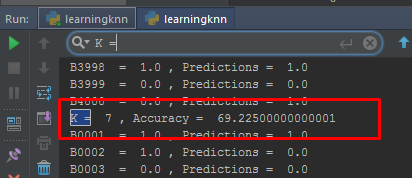 Run: learningknn learningknn
K =
B3998 = 1.0 , Predictions = 1.0
B3999 = 0.0 , Predictions = 0.0
B4000 = 0.0 , Predictions = 1.0
K = 7 , Accuracy = 69.22500000000001
B0001 = 1.0 , Predictions = 0.0
B0002 = 1.0 , Predictions = 0.0
B0003 = 0.0 , Predictions = 0.0